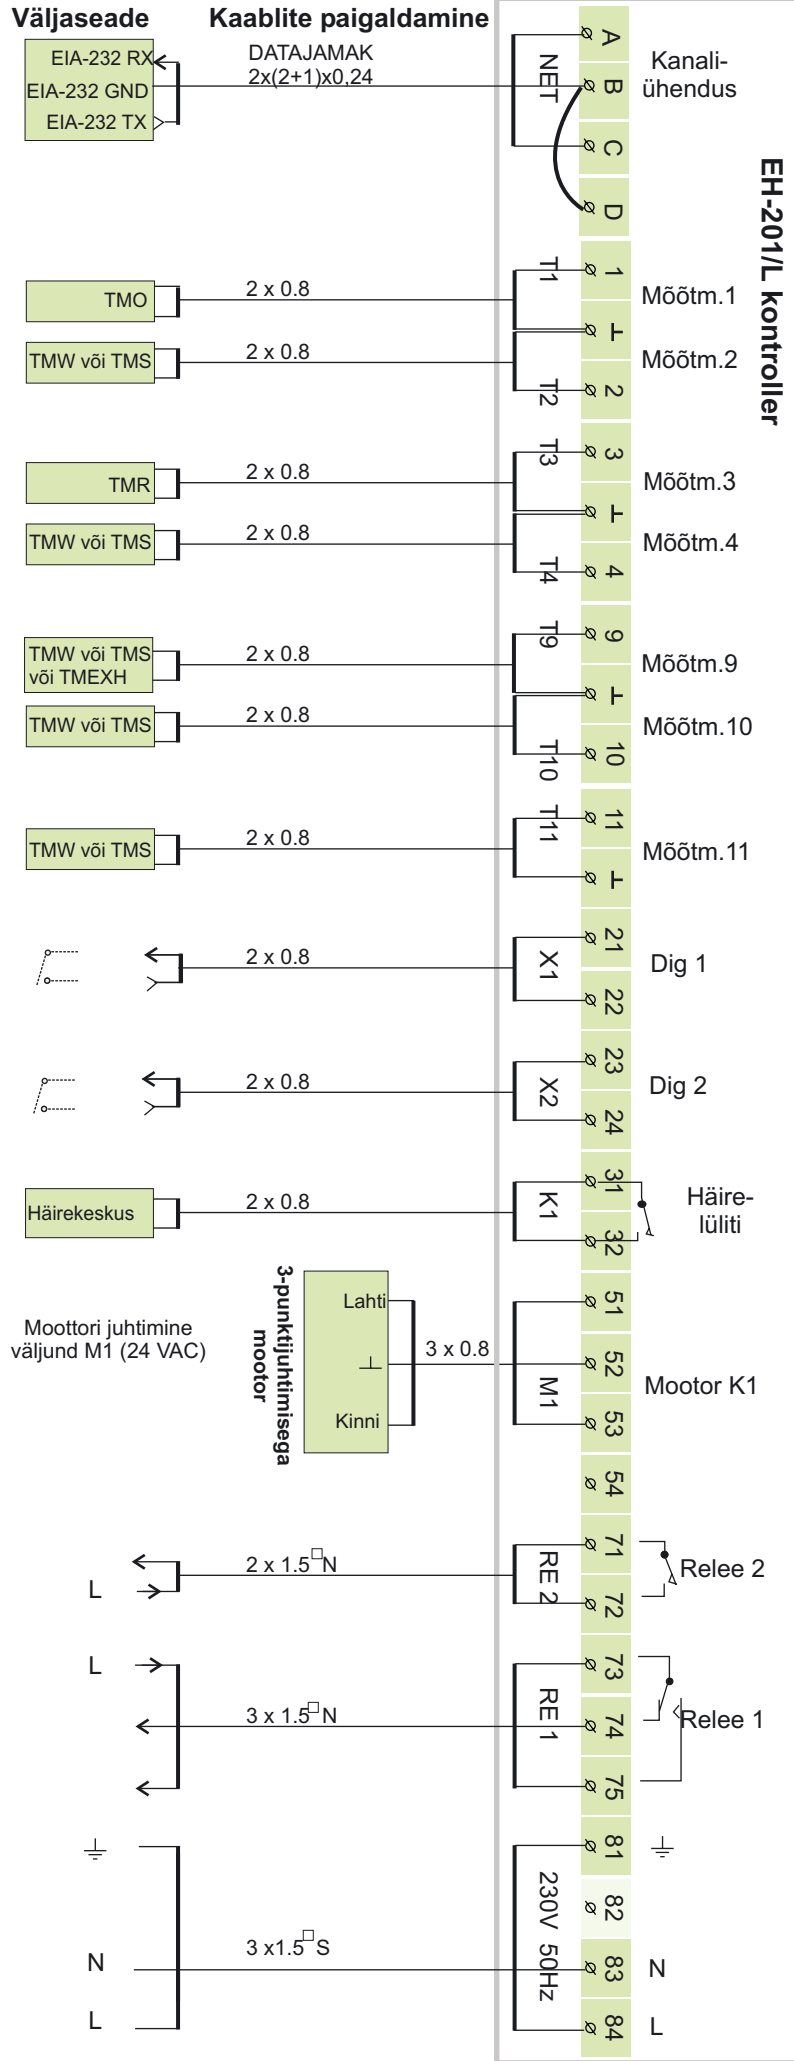 Väljaseade
Kaablite paigaldamine
EIA-232 RX
EIA-232 GND
EIA-232 TX
DATAJAMAK
2x(2+1)x0,24
NET
A
B
C
D
Kanali-
ühendus
EH-201/L kontroller
TMO
2 x 0.8
T1
1
⊥
Mõõtm.1
TMW või TMS
2 x 0.8
T2
2
Mõõtm.2
TMR
2 x 0.8
T3
3
⊥
Mõõtm.3
TMW või TMS
2 x 0.8
T4
4
Mõõtm.4
TMW või TMS
või TMEXH
2 x 0.8
T9
9
⊥
Mõõtm.9
TMW või TMS
2 x 0.8
T10
10
Mõõtm.10
TMW või TMS
2 x 0.8
T11
11
⊥
Mõõtm.11
2 x 0.8
X1
21
22
Dig 1
2 x 0.8
X2
23
24
Dig 2
Häirekeskus
2 x 0.8
K1
31
32
Häire-
lüliti
Moottori juhtimine
väljund M1 (24 VAC)
3-punktijuhtimisega
mootor
Lahti
⊥
Kinni
3 x 0.8
M1
51
52
53
54
Mootor K1
L
2 x 1.5□N
RE 2
71
72
Relee 2
L
3 x 1.5□N
RE 1
73
74
75
Relee 1
N
L
3 x1.5□S
230V 50Hz
81
82
83
84
N
L